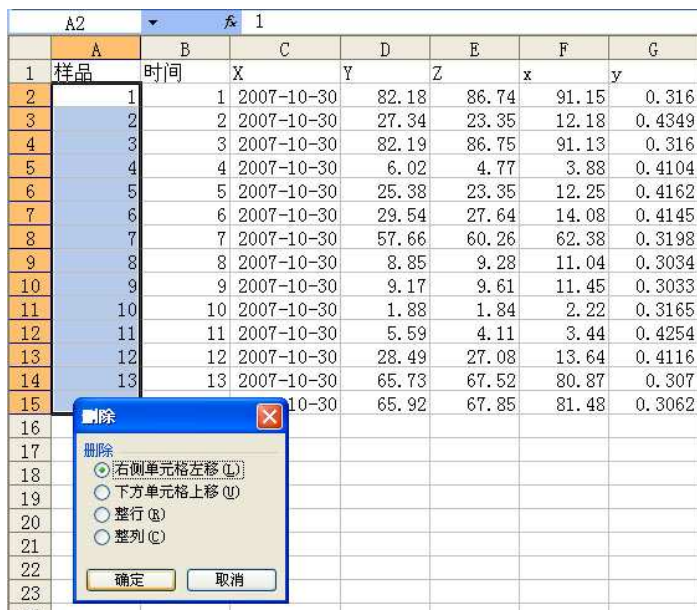 A2 fx 1
A B C D E F G
1 样品 时间 X Y Z x y
2 1 1 2007-10-30 82.18 86.74 91.15 0.316
3 2 2 2007-10-30 27.34 23.35 12.18 0.4349
4 3 3 2007-10-30 82.19 86.75 91.13 0.316
5 4 4 2007-10-30 6.02 4.77 3.88 0.4104
6 5 5 2007-10-30 25.38 23.35 12.25 0.4162
7 6 6 2007-10-30 29.54 27.64 14.08 0.4145
8 7 7 2007-10-30 57.66 60.26 62.38 0.3198
9 8 8 2007-10-30 8.85 9.28 11.04 0.3034
10 9 9 2007-10-30 9.17 9.61 11.45 0.3033
11 10 10 2007-10-30 1.88 1.84 2.22 0.3165
12 11 11 2007-10-30 5.59 4.11 3.44 0.4254
13 12 12 2007-10-30 28.49 27.08 13.64 0.4116
14 13 13 2007-10-30 65.73 67.52 80.87 0.307
15 10-30 65.92 67.85 81.48 0.3062
16
17
18
19
20
21
22
23
删除
删除
右侧单元格左移(L)
下方单元格上移(U)
整行(R)
整列(C)
确定 取消